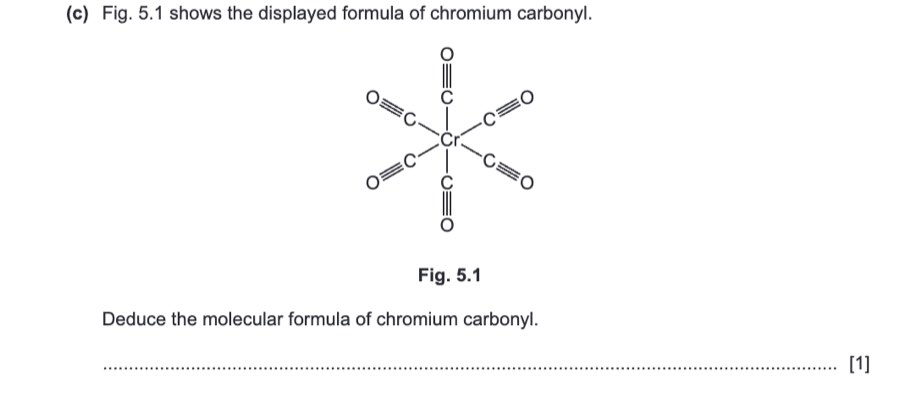 (c) Fig. 5.1 shows the displayed formula of chromium carbonyl.
O
O C O
C C
Cr
C C
O C O
O
Fig. 5.1
Deduce the molecular formula of chromium carbonyl.
.......................................................................................................................................... [1]